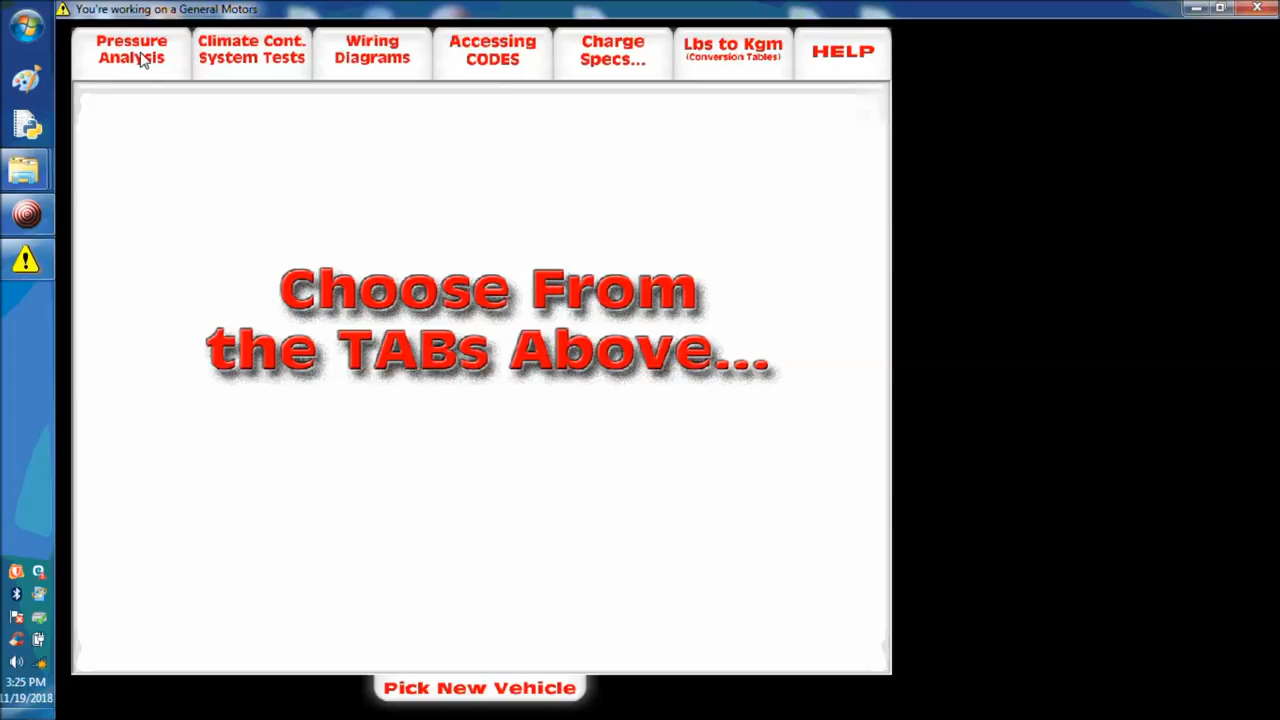 You're working on a General Motors
Pressure
Analysis
Climate Cont.
System Tests
Wiring
Diagrams
Accessing
CODES
Charge
Specs...
Lbs to Kgm
(Conversion Tables)
HELP
Choose From
the TABs Above...
Pick New Vehicle
3:25 PM
11/19/2018